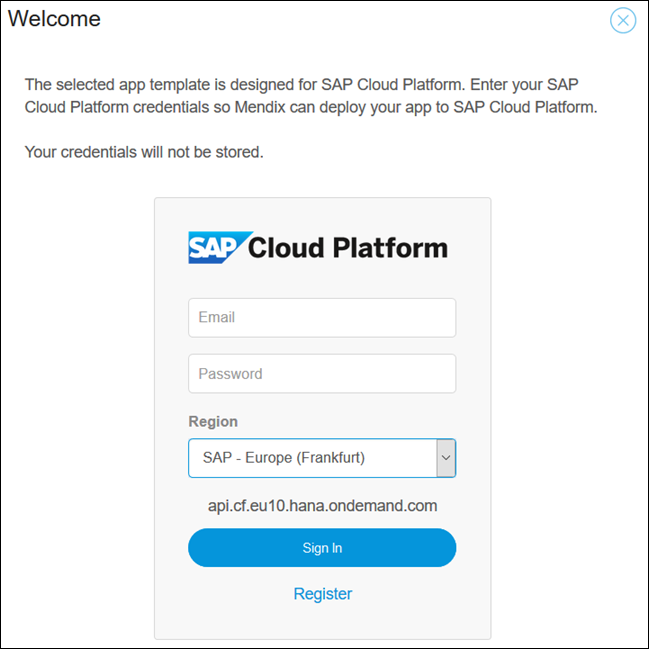 Welcome
The selected app template is designed for SAP Cloud Platform. Enter your SAP
Cloud Platform credentials so Mendix can deploy your app to SAP Cloud Platform.
Your credentials will not be stored.
SAP Cloud Platform
Email
Password
Region
SAP - Europe (Frankfurt)
api.cf.eu10.hana.ondemand.com
Sign In
Register